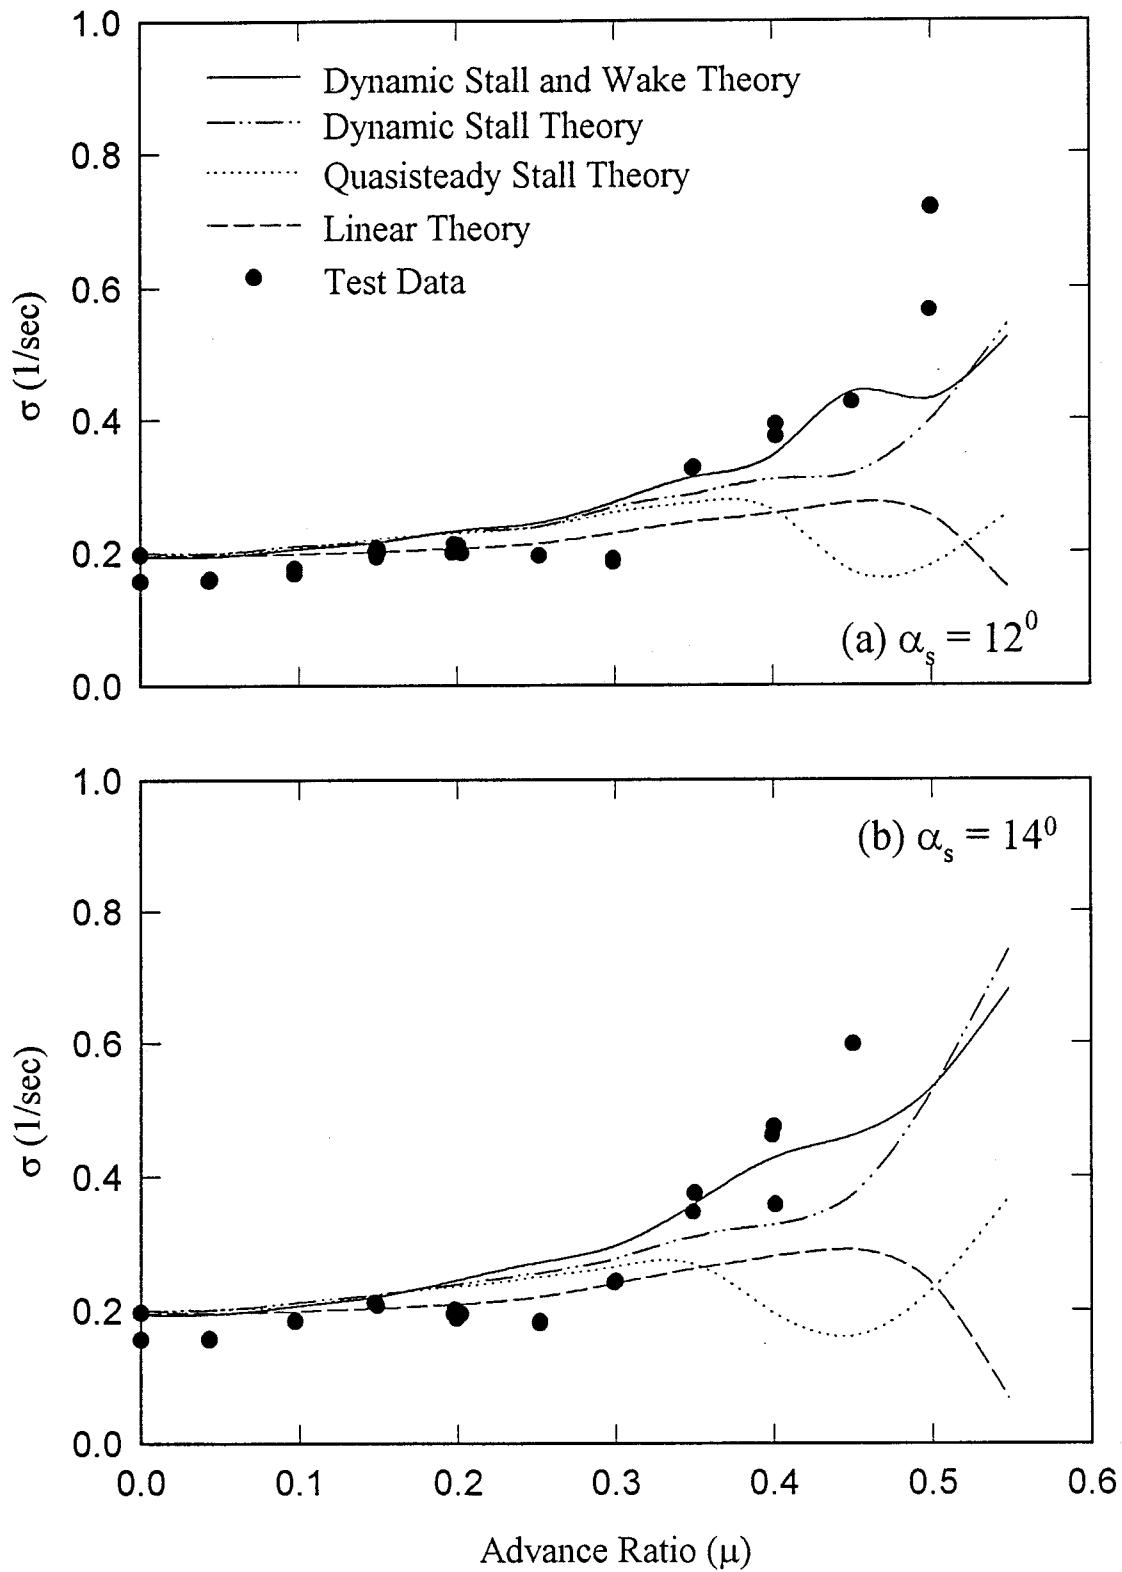 1.0
Dynamic Stall and Wake Theory
Dynamic Stall Theory
0.8
Quasisteady Stall Theory
Linear Theory
Test Data
0.6
σ (1/sec)
0.4
0.2
(a) αₛ = 12⁰
0.0
1.0
(b) αₛ = 14⁰
0.8
0.6
σ (1/sec)
0.4
0.2
0.0
0.0 0.1 0.2 0.3 0.4 0.5 0.6
Advance Ratio (μ)